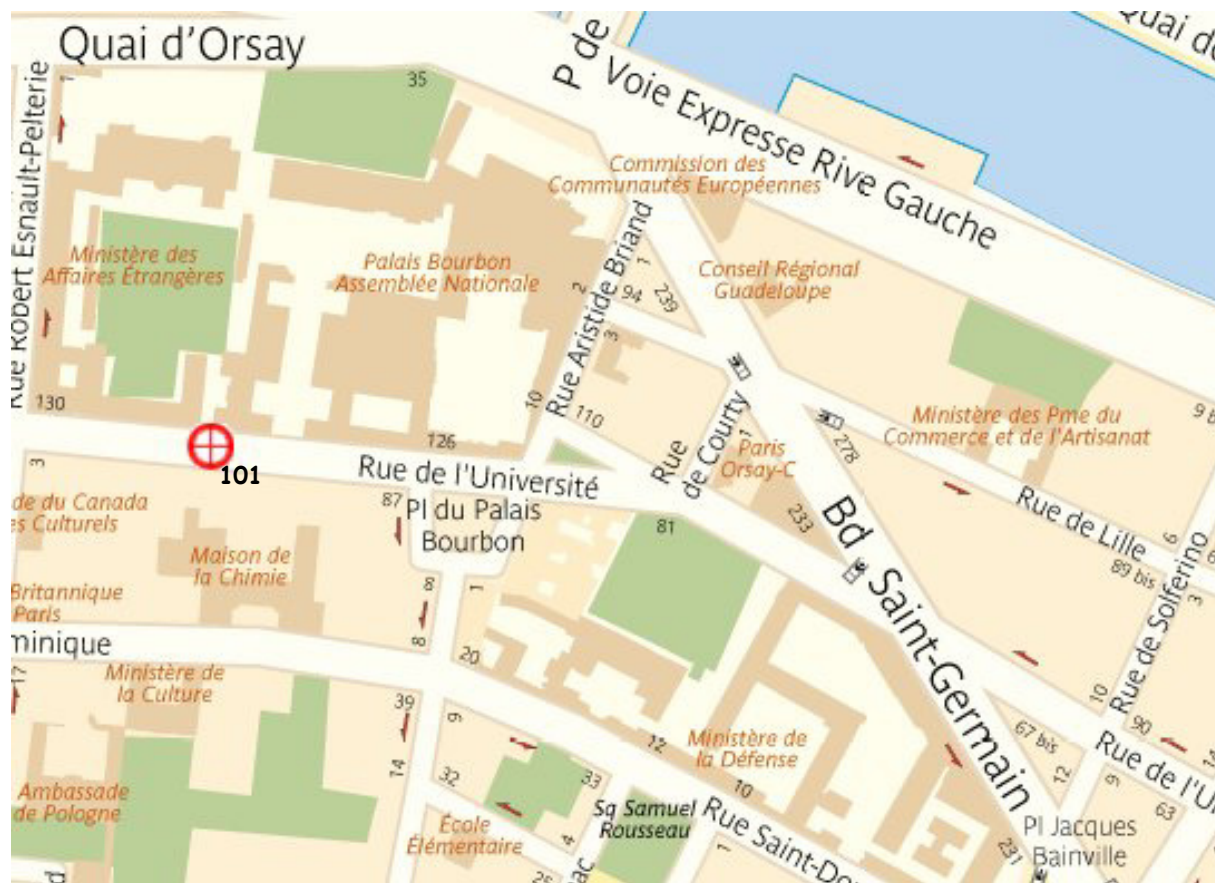 Quai d'Orsay
P de
Voie Expresse Rive Gauche
Quai d
1
35
Rue Robert Esnault-Pelterie
Commission des
Communautés Européennes
Ministère des
Affaires Étrangères
Palais Bourbon
Assemblée Nationale
Rue Aristide Briand
1
2
94
239
3
Conseil Régional
Guadeloupe
130
10
110
126
101
Rue de l'Université
Rue
de Courty
1
Paris
Orsay-C
278
Ministère des Pme du
Commerce et de l'Artisanat
9 b
3
de du Canada
es Culturels
87
Pl du Palais
Bourbon
81
233
Bd Saint-Germain
Rue de Lille
6
89 bis
3
Rue de Solferino
Maison de
la Chimie
Britannique
Paris
8
1
8
minique
20
17
Ministère de
la Culture
39
9
12
Ministère de
la Défense
10
10
67 bis
90
Rue de l'U
12
9
63
14
32
33
Ambassade
de Pologne
École
Élémentaire
Sq Samuel
Rousseau
4
25
1
Rue Saint-Do
231
Pl Jacques
Bainville